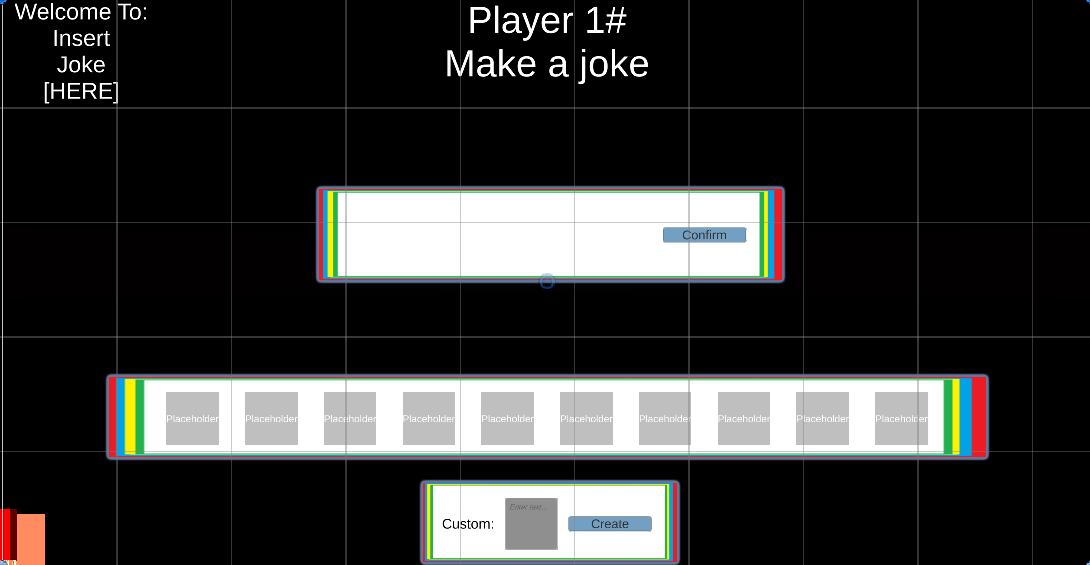 Welcome To:
Insert
Joke
[HERE]
Player 1#
Make a joke
Confirm
Placeholder Placeholder Placeholder Placeholder Placeholder Placeholder Placeholder Placeholder Placeholder Placeholder
Custom:
Enter text...
Create